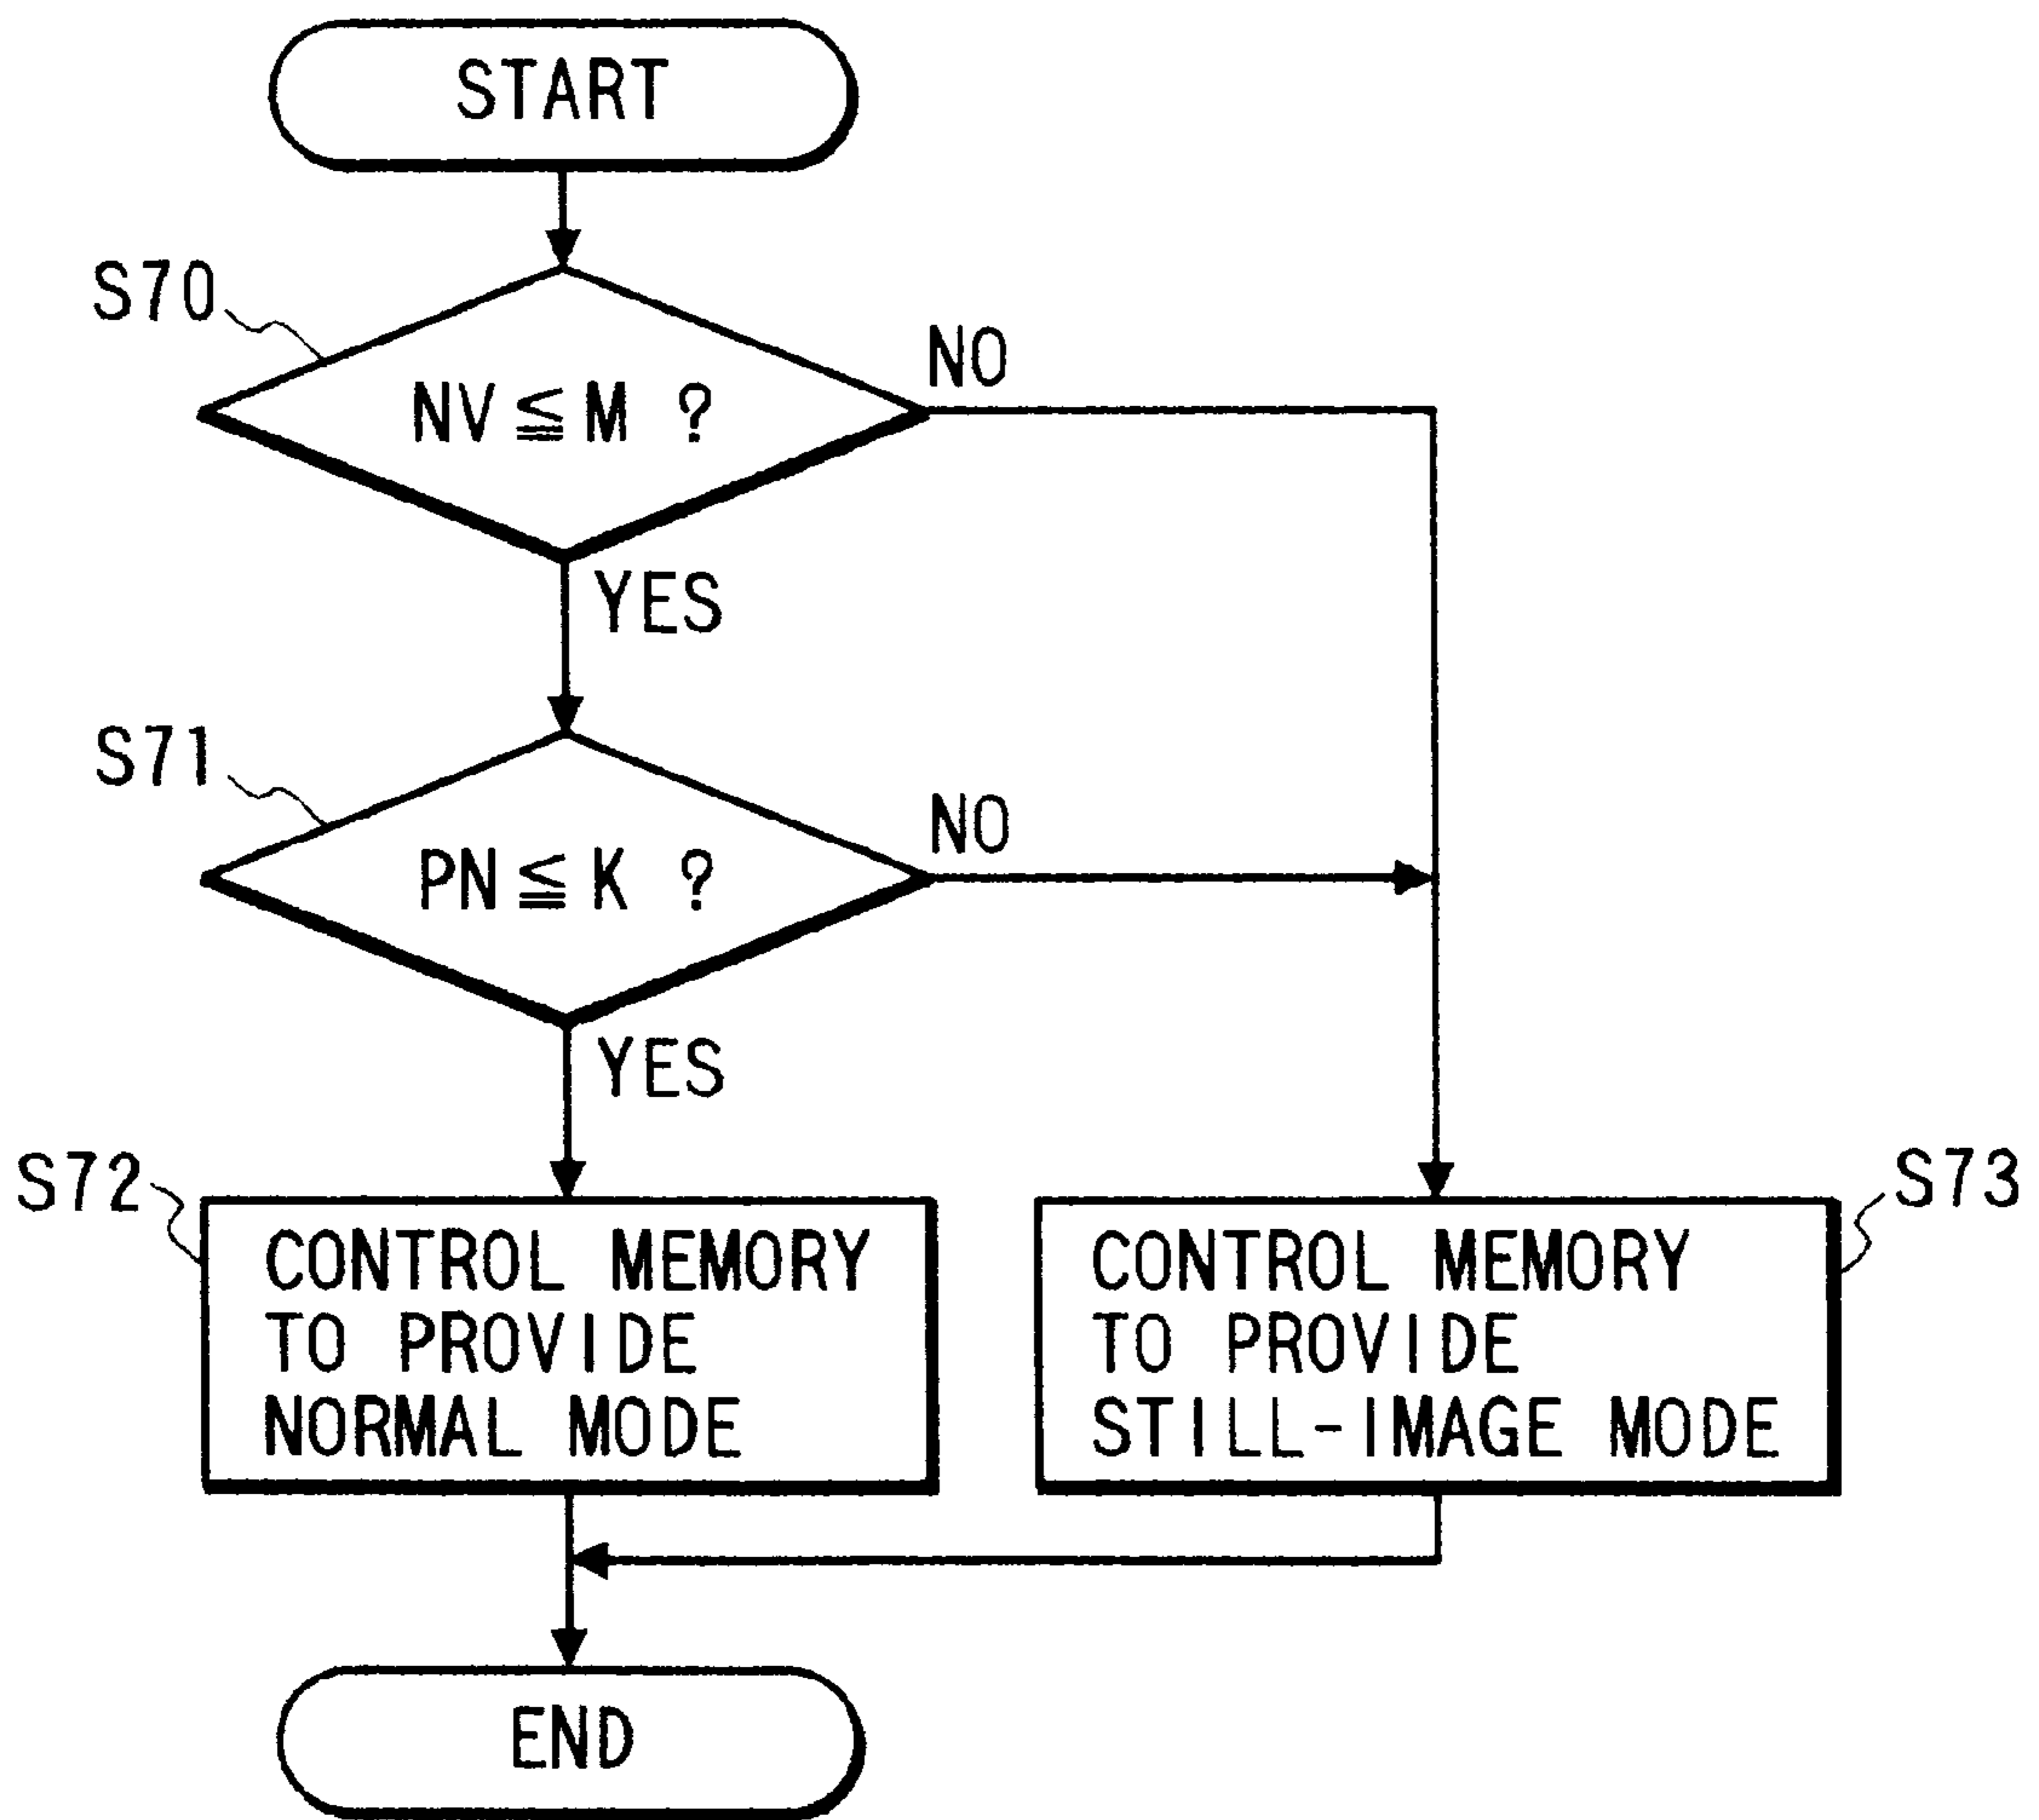 START
S70
NV≦M ?
NO
YES
S71
PN≦K ?
NO
YES
S72
CONTROL MEMORY
TO PROVIDE
NORMAL MODE
S73
CONTROL MEMORY
TO PROVIDE
STILL-IMAGE MODE
END